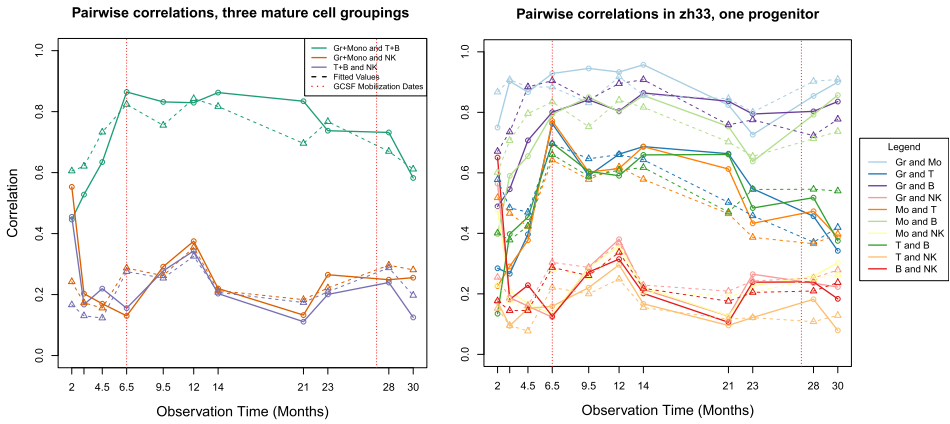 Pairwise correlations, three mature cell groupings
Correlation
0.0
0.2
0.4
0.6
0.8
1.0
Gr+Mono and T+B
Gr+Mono and NK
T+B and NK
Fitted Values
GCSF Mobilization Dates
2 4.5 6.5 9.5 12 14 21 23 28 30
Observation Time (Months)
Pairwise correlations in zh33, one progenitor
0.0
0.2
0.4
0.6
0.8
1.0
2 4.5 6.5 9.5 12 14 21 23 28 30
Observation Time (Months)
Legend
Gr and Mo
Gr and T
Gr and B
Gr and NK
Mo and T
Mo and B
Mo and NK
T and B
T and NK
B and NK